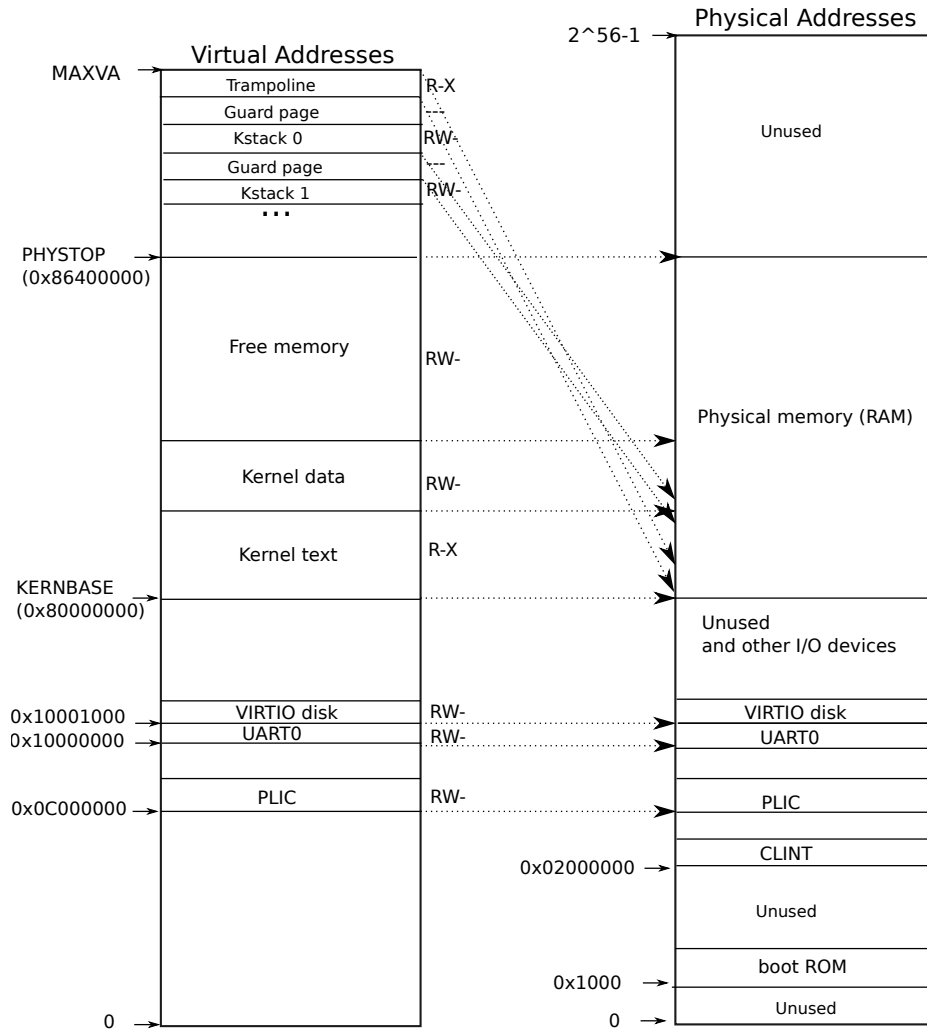 Physical Addresses
2^56-1
Virtual Addresses
MAXVA
Trampoline
R-X
Guard page
---
Kstack 0
RW-
Guard page
---
Kstack 1
RW-
...
Unused
PHYSTOP
(0x86400000)
Free memory
RW-
Physical memory (RAM)
Kernel data
RW-
Kernel text
R-X
KERNBASE
(0x80000000)
Unused
and other I/O devices
0x10001000
VIRTIO disk
RW-
VIRTIO disk
0x10000000
UART0
RW-
UART0
0x0C000000
PLIC
RW-
PLIC
CLINT
0x02000000
Unused
boot ROM
0x1000
Unused
0
0